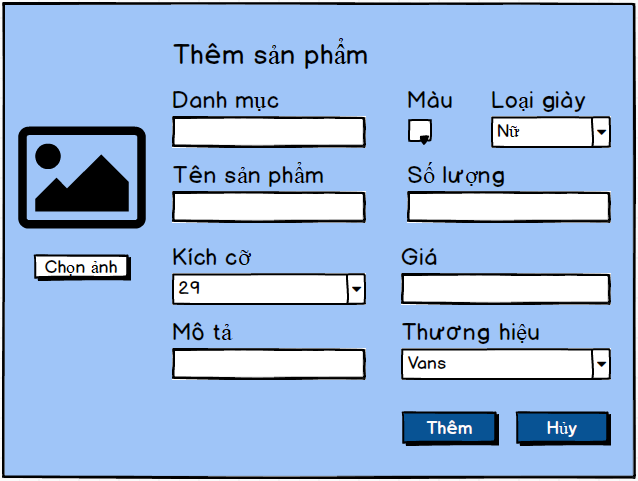 Thêm sản phẩm
Danh mục
Màu
Loại giày
Nữ
Tên sản phẩm
Số lượng
Chọn ảnh
Kích cỡ
Giá
29
Mô tả
Thương hiệu
Vans
Thêm
Hủy